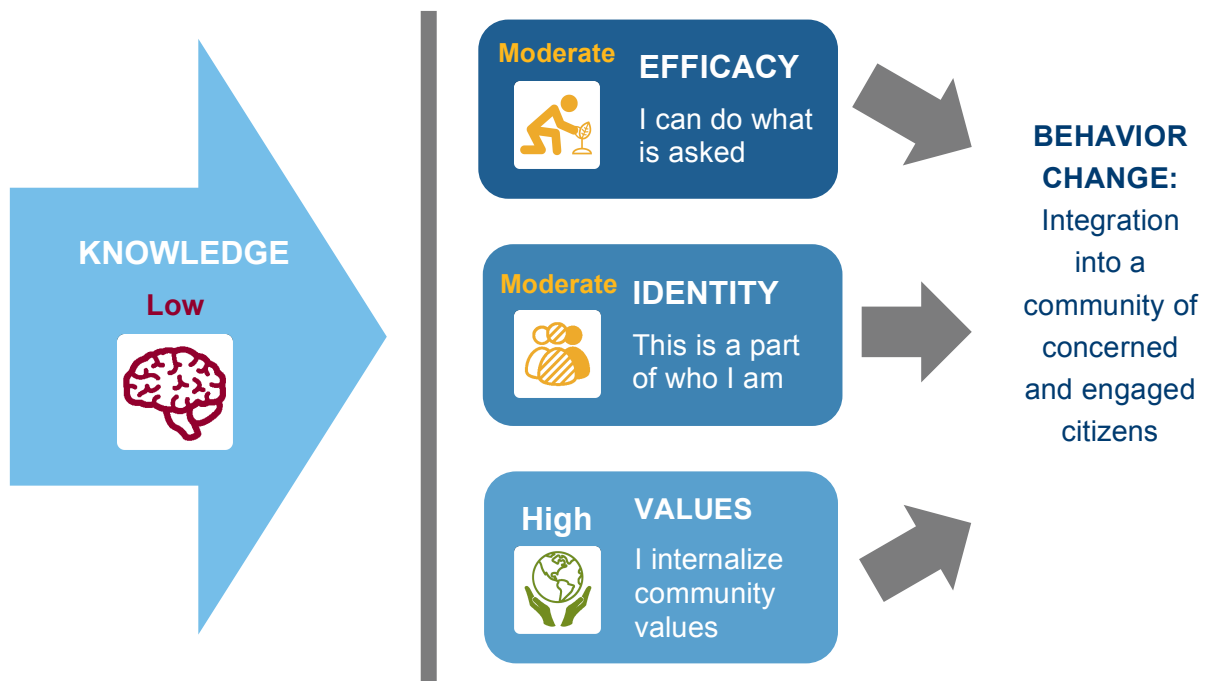 KNOWLEDGE
Low
Moderate
EFFICACY
I can do what
is asked
Moderate
IDENTITY
This is a part
of who I am
High
VALUES
I internalize
community
values
BEHAVIOR
CHANGE:
Integration
into a
community of
concerned
and engaged
citizens